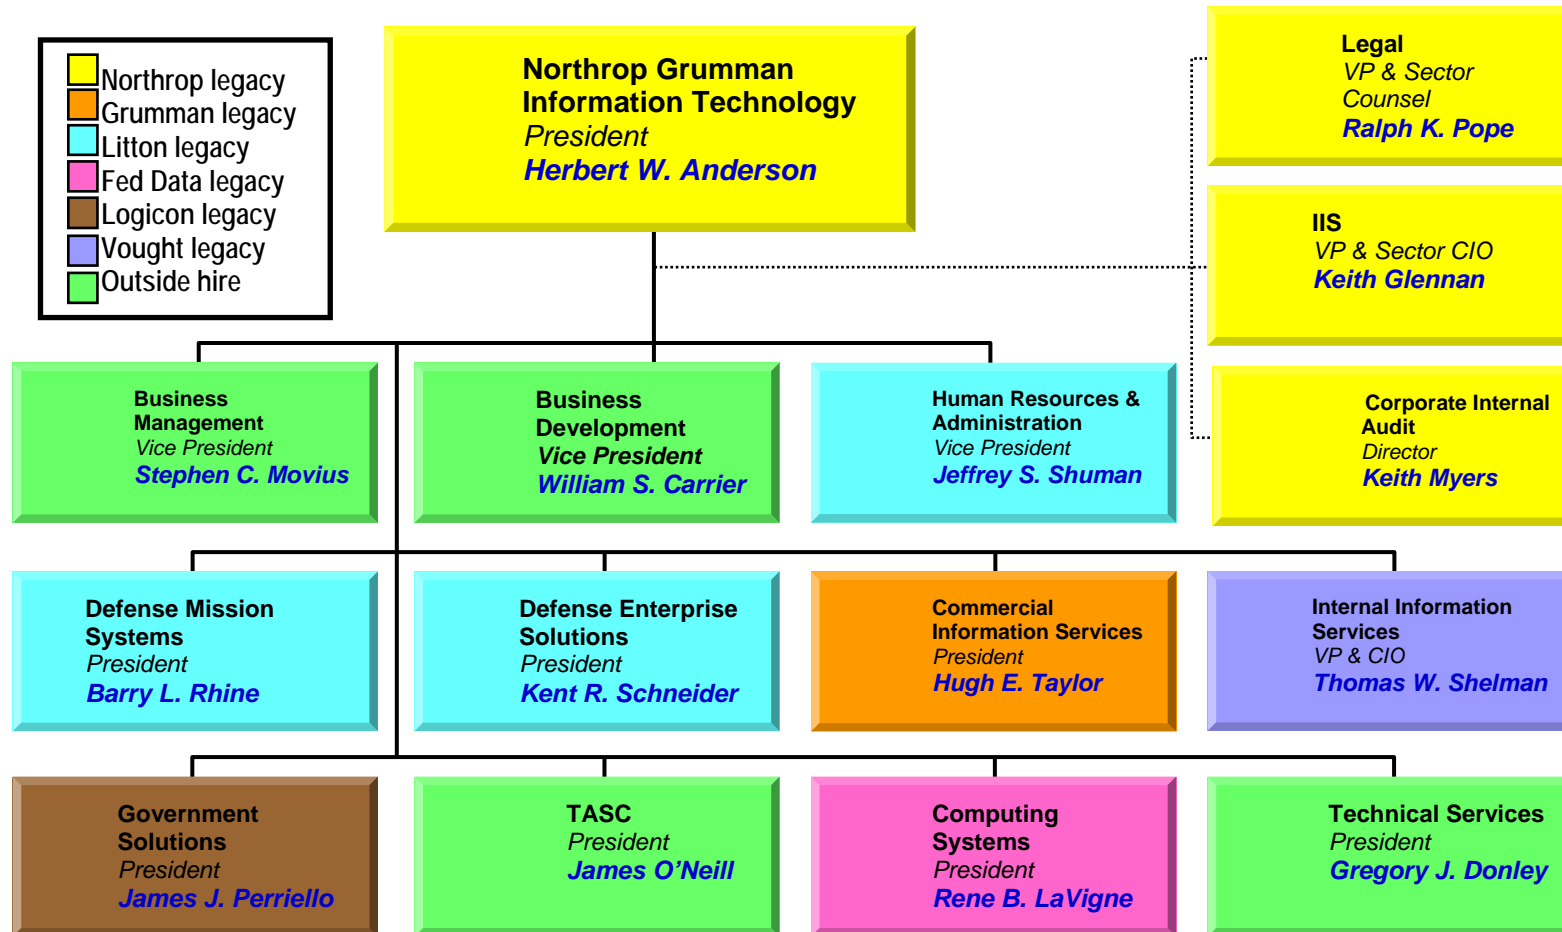 Northrop legacy
Grumman legacy
Litton legacy
Fed Data legacy
Logicon legacy
Vought legacy
Outside hire
Northrop Grumman
Information Technology
President
Herbert W. Anderson
Legal
VP & Sector
Counsel
Ralph K. Pope
IIS
VP & Sector CIO
Keith Glennan
Business
Management
Vice President
Stephen C. Movius
Business
Development
Vice President
William S. Carrier
Human Resources &
Administration
Vice President
Jeffrey S. Shuman
Corporate Internal
Audit
Director
Keith Myers
Defense Mission
Systems
President
Barry L. Rhine
Defense Enterprise
Solutions
President
Kent R. Schneider
Commercial
Information Services
President
Hugh E. Taylor
Internal Information
Services
VP & CIO
Thomas W. Shelman
Government
Solutions
President
James J. Perriello
TASC
President
James O’Neill
Computing
Systems
President
Rene B. LaVigne
Technical Services
President
Gregory J. Donley